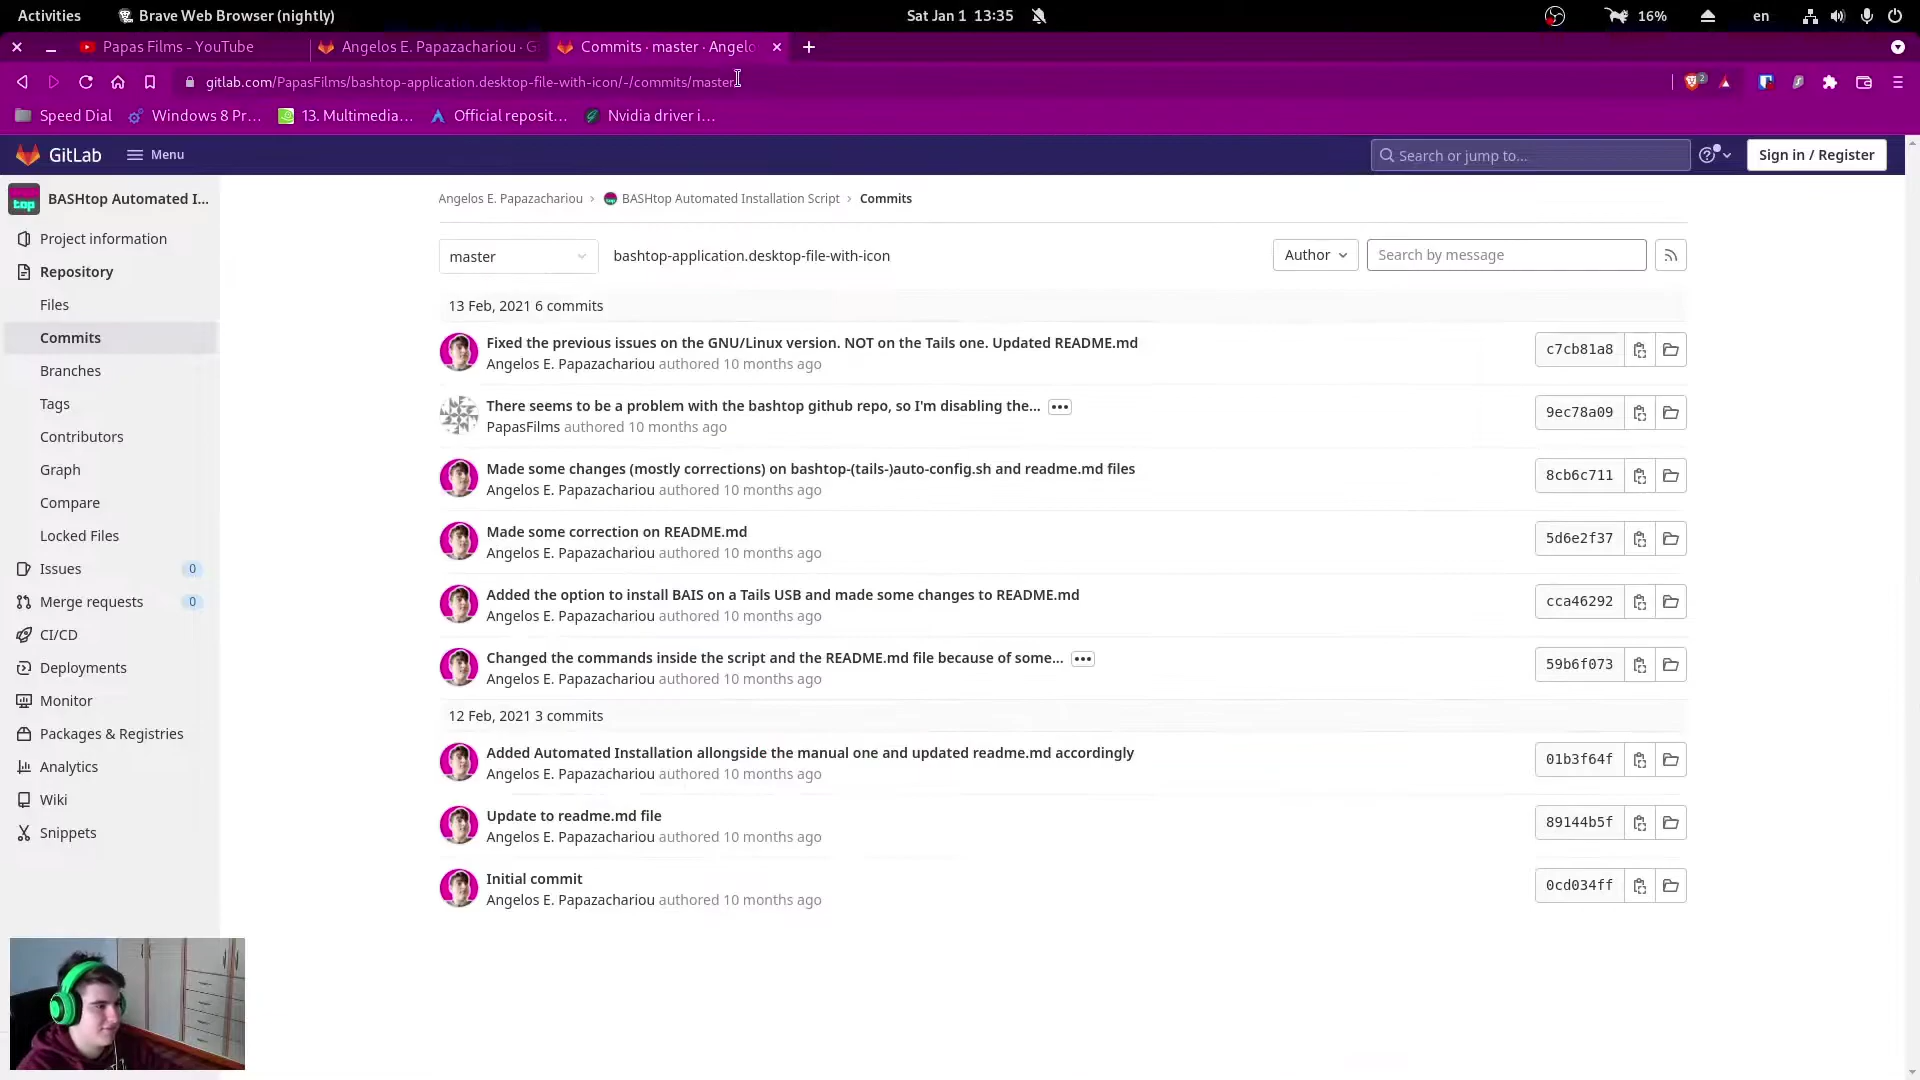 Activities
Brave Web Browser (nightly)
Sat Jan 1 13:35
16%
en
Papas Films - YouTube
Angelos E. Papazachariou · G
Commits · master · Angelo
gitlab.com/PapasFilms/bashtop-application.desktop-file-with-icon/-/commits/master
2
Speed Dial
Windows 8 Pr...
13. Multimedia...
Official reposit...
Nvidia driver i...
GitLab
Menu
Search or jump to...
Sign in / Register
top
BASHtop Automated I...
Project information
Repository
Files
Commits
Branches
Tags
Contributors
Graph
Compare
Locked Files
Issues 0
Merge requests 0
CI/CD
Deployments
Monitor
Packages & Registries
Analytics
Wiki
Snippets
Angelos E. Papazachariou › BASHtop Automated Installation Script › Commits
master
bashtop-application.desktop-file-with-icon
Author
Search by message
13 Feb, 2021 6 commits
Fixed the previous issues on the GNU/Linux version. NOT on the Tails one. Updated README.md
Angelos E. Papazachariou authored 10 months ago
c7cb81a8
There seems to be a problem with the bashtop github repo, so I'm disabling the...
PapasFilms authored 10 months ago
9ec78a09
Made some changes (mostly corrections) on bashtop-(tails-)auto-config.sh and readme.md files
Angelos E. Papazachariou authored 10 months ago
8cb6c711
Made some correction on README.md
Angelos E. Papazachariou authored 10 months ago
5d6e2f37
Added the option to install BAIS on a Tails USB and made some changes to README.md
Angelos E. Papazachariou authored 10 months ago
cca46292
Changed the commands inside the script and the README.md file because of some...
Angelos E. Papazachariou authored 10 months ago
59b6f073
12 Feb, 2021 3 commits
Added Automated Installation allongside the manual one and updated readme.md accordingly
Angelos E. Papazachariou authored 10 months ago
01b3f64f
Update to readme.md file
Angelos E. Papazachariou authored 10 months ago
89144b5f
Initial commit
Angelos E. Papazachariou authored 10 months ago
0cd034ff